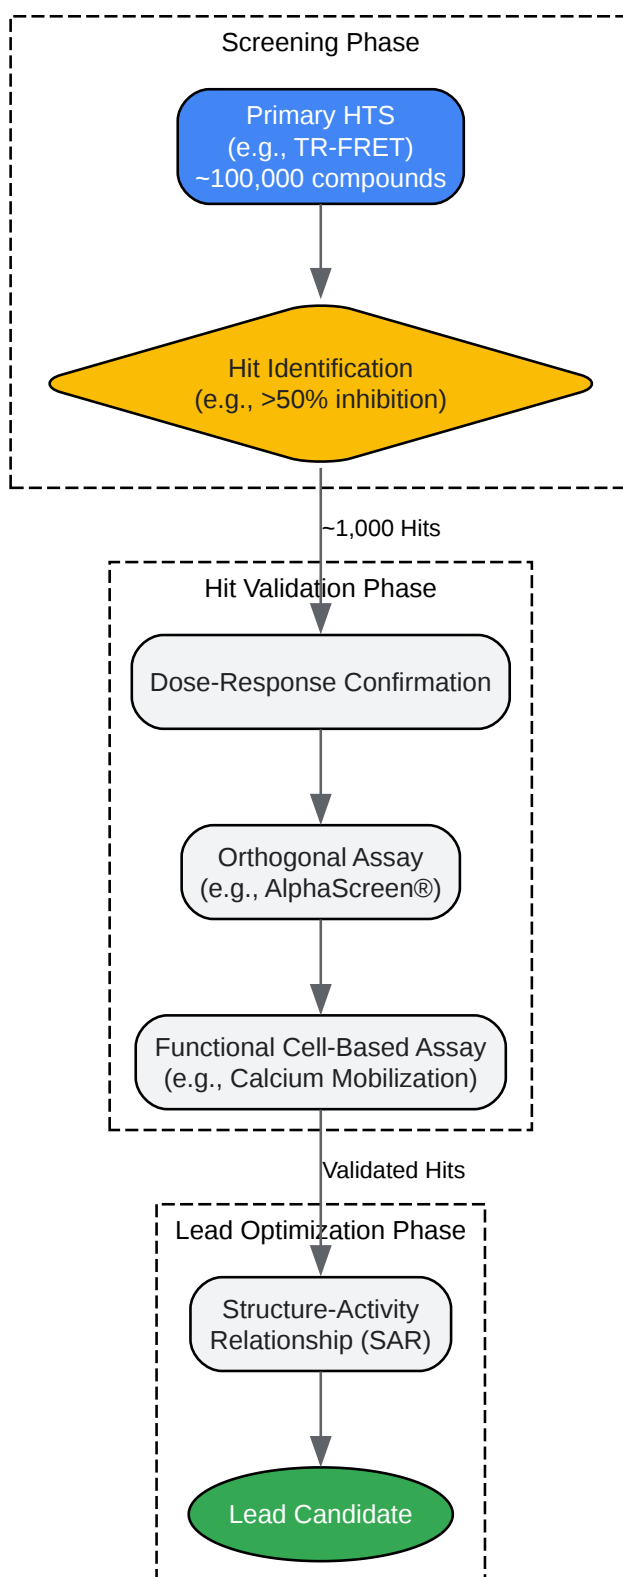 Screening Phase
Primary HTS
(e.g., TR-FRET)
~100,000 compounds
Hit Identification
(e.g., >50% inhibition)
~1,000 Hits
Hit Validation Phase
Dose-Response Confirmation
Orthogonal Assay
(e.g., AlphaScreen®)
Functional Cell-Based Assay
(e.g., Calcium Mobilization)
Validated Hits
Lead Optimization Phase
Structure-Activity
Relationship (SAR)
Lead Candidate